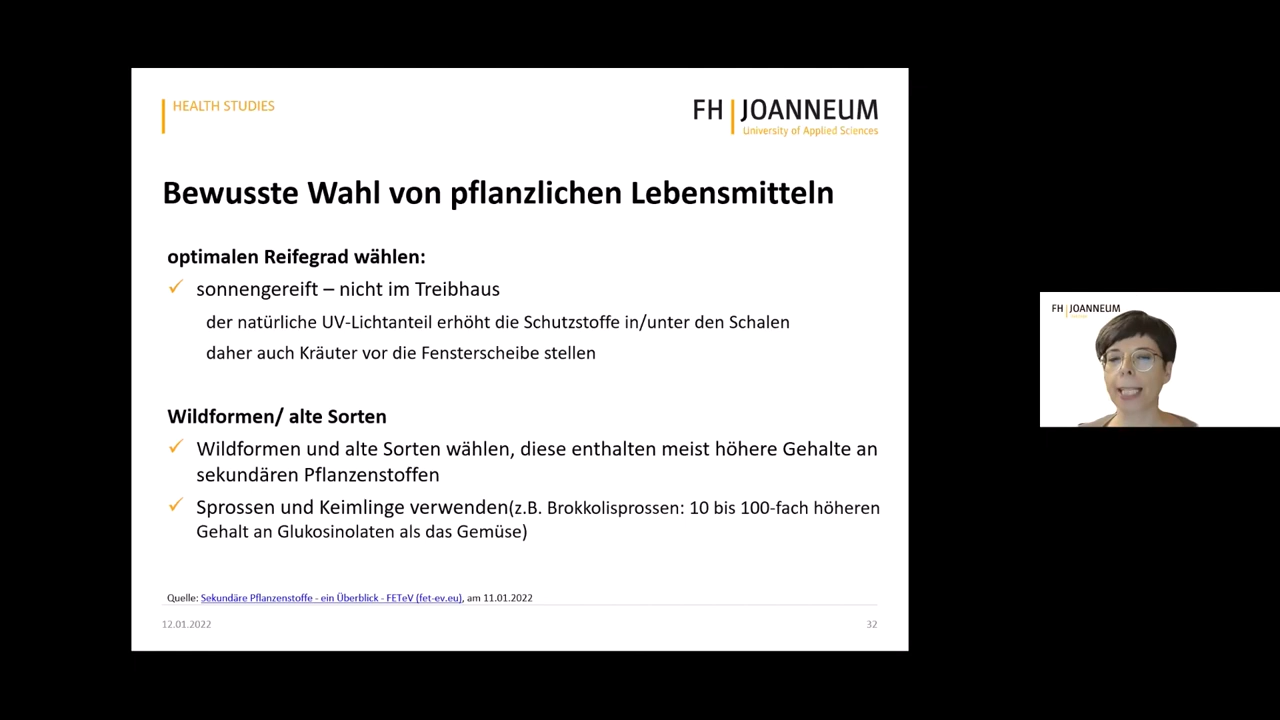 HEALTH STUDIES
FH JOANNEUM
University of Applied Sciences
Bewusste Wahl von pflanzlichen Lebensmitteln
optimalen Reifegrad wählen:
✓ sonnengereift – nicht im Treibhaus
der natürliche UV-Lichtanteil erhöht die Schutzstoffe in/unter den Schalen
daher auch Kräuter vor die Fensterscheibe stellen
Wildformen/ alte Sorten
✓ Wildformen und alte Sorten wählen, diese enthalten meist höhere Gehalte an
sekundären Pflanzenstoffen
✓ Sprossen und Keimlinge verwenden(z.B. Brokkolisprossen: 10 bis 100-fach höheren
Gehalt an Glukosinolaten als das Gemüse)
Quelle: Sekundäre Pflanzenstoffe - ein Überblick - FETeV (fet-ev.eu), am 11.01.2022
12.01.2022
32
FH JOANNEUM